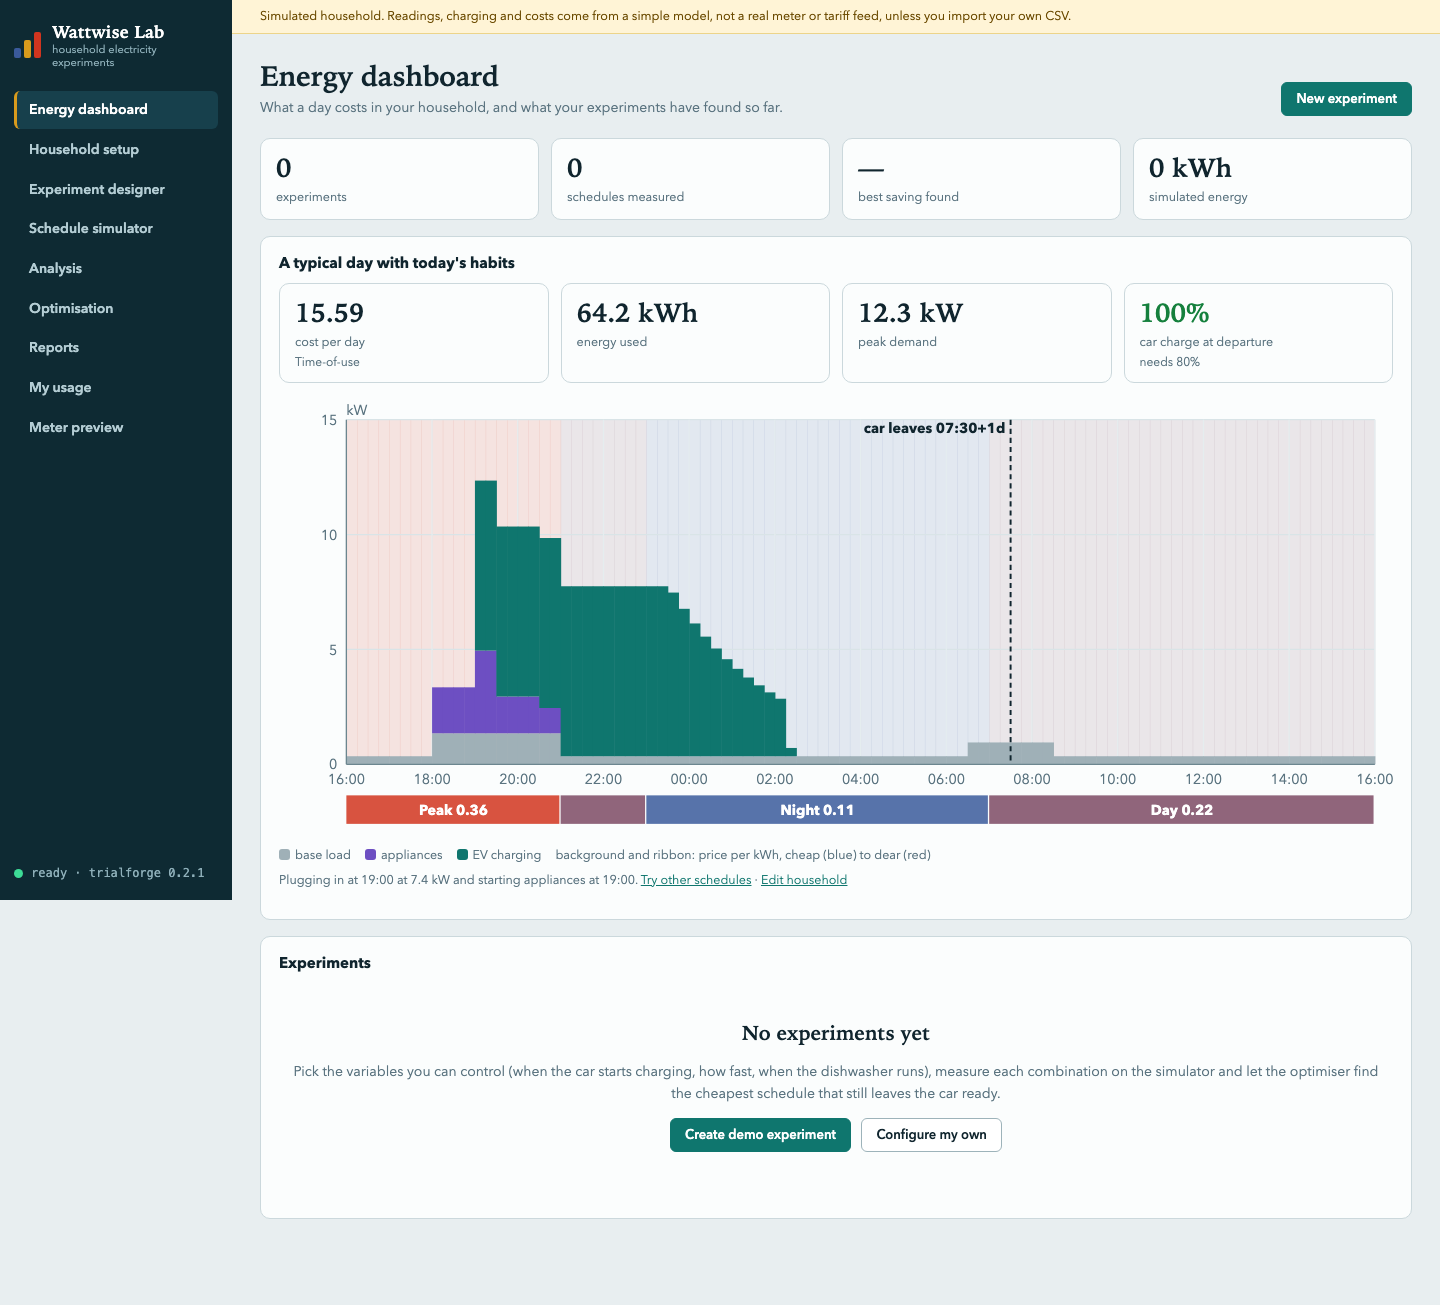 Wattwise Lab
household electricity
experiments
Energy dashboard
Household setup
Experiment designer
Schedule simulator
Analysis
Optimisation
Reports
My usage
Meter preview
ready · trialforge 0.2.1
Simulated household. Readings, charging and costs come from a simple model, not a real meter or tariff feed, unless you import your own CSV.
Energy dashboard
What a day costs in your household, and what your experiments have found so far.
New experiment
0
experiments
0
schedules measured
—
best saving found
0 kWh
simulated energy
A typical day with today's habits
15.59
cost per day
Time-of-use
64.2 kWh
energy used
12.3 kW
peak demand
100%
car charge at departure
needs 80%
kW
15
car leaves 07:30+1d
10
5
0
16:00 18:00 20:00 22:00 00:00 02:00 04:00 06:00 08:00 10:00 12:00 14:00 16:00
Peak 0.36 Night 0.11 Day 0.22
base load appliances EV charging background and ribbon: price per kWh, cheap (blue) to dear (red)
Plugging in at 19:00 at 7.4 kW and starting appliances at 19:00. Try other schedules · Edit household
Experiments
No experiments yet
Pick the variables you can control (when the car starts charging, how fast, when the dishwasher runs), measure each combination on the simulator and let the optimiser find
the cheapest schedule that still leaves the car ready.
Create demo experiment
Configure my own